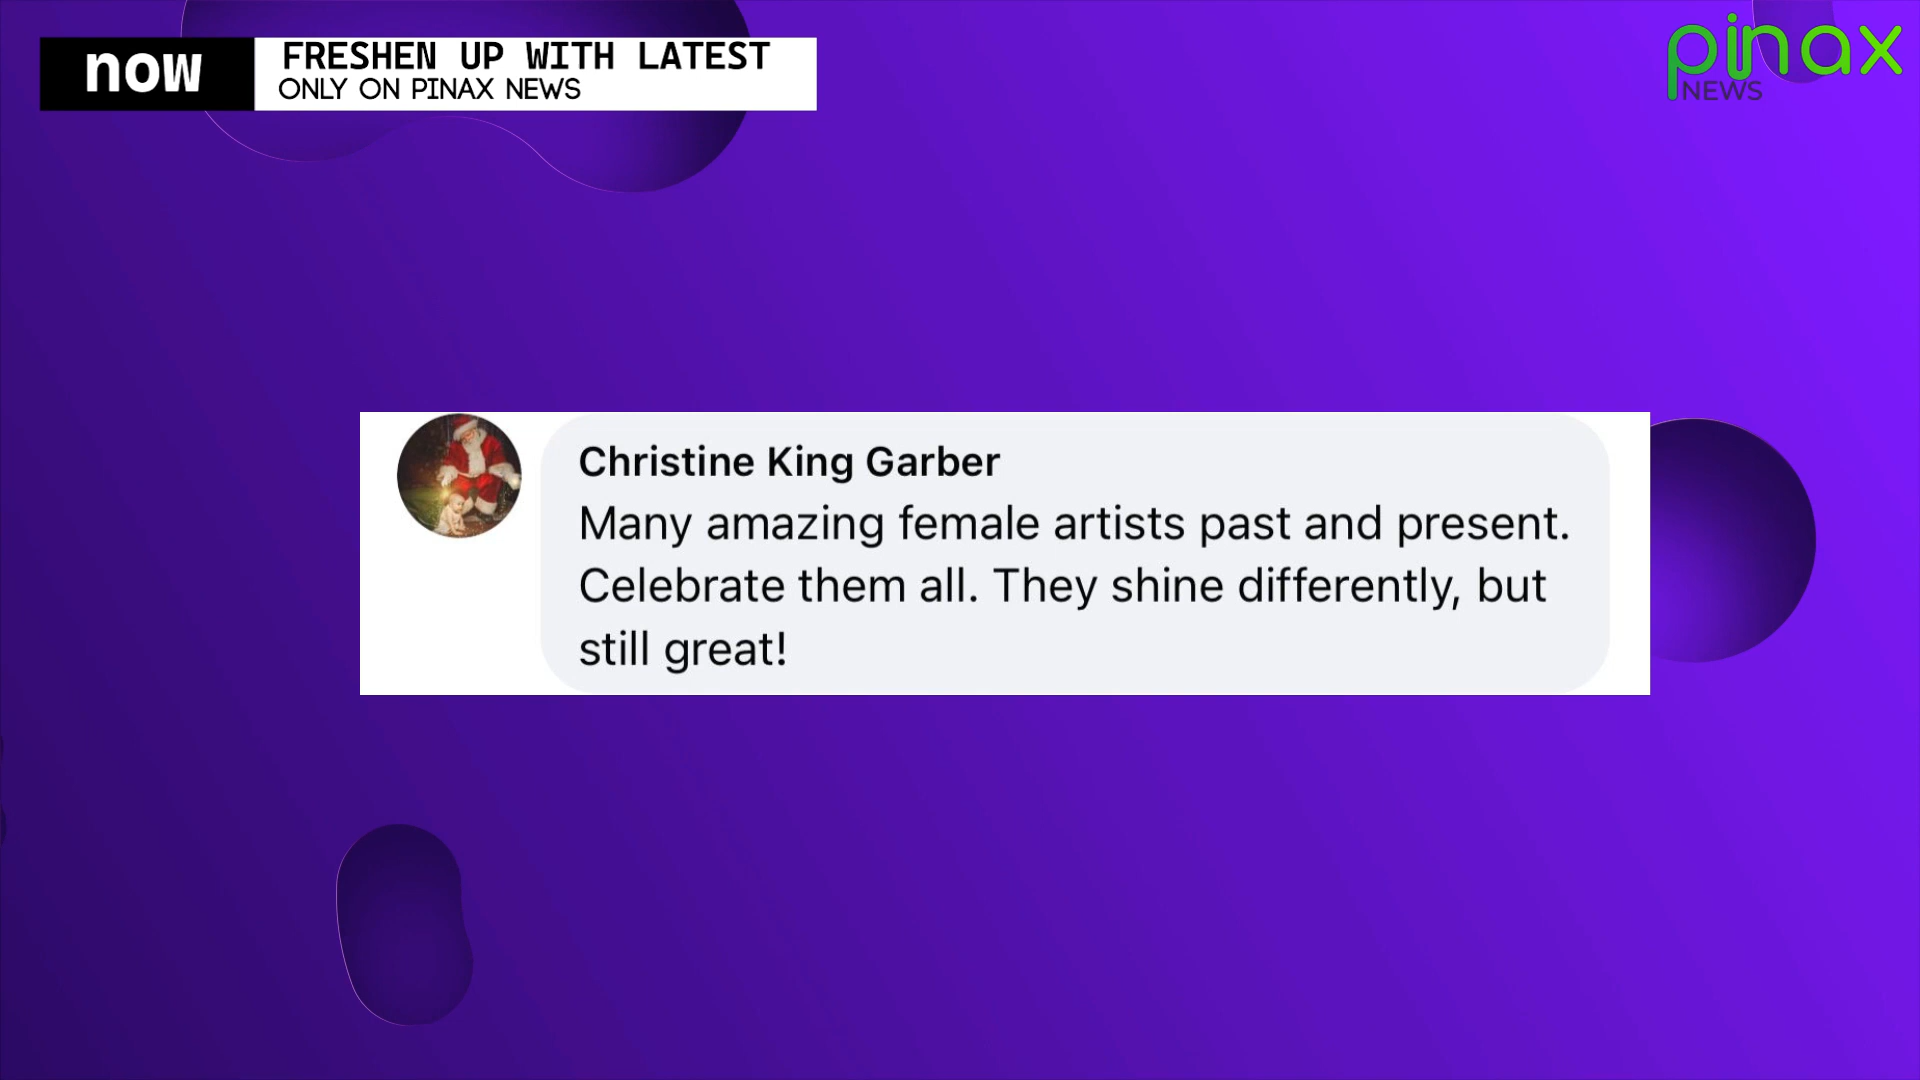 now
FRESHEN UP WITH LATEST
ONLY ON PINAX NEWS
pinax
NEWS
Christine King Garber
Many amazing female artists past and present.
Celebrate them all. They shine differently, but
still great!